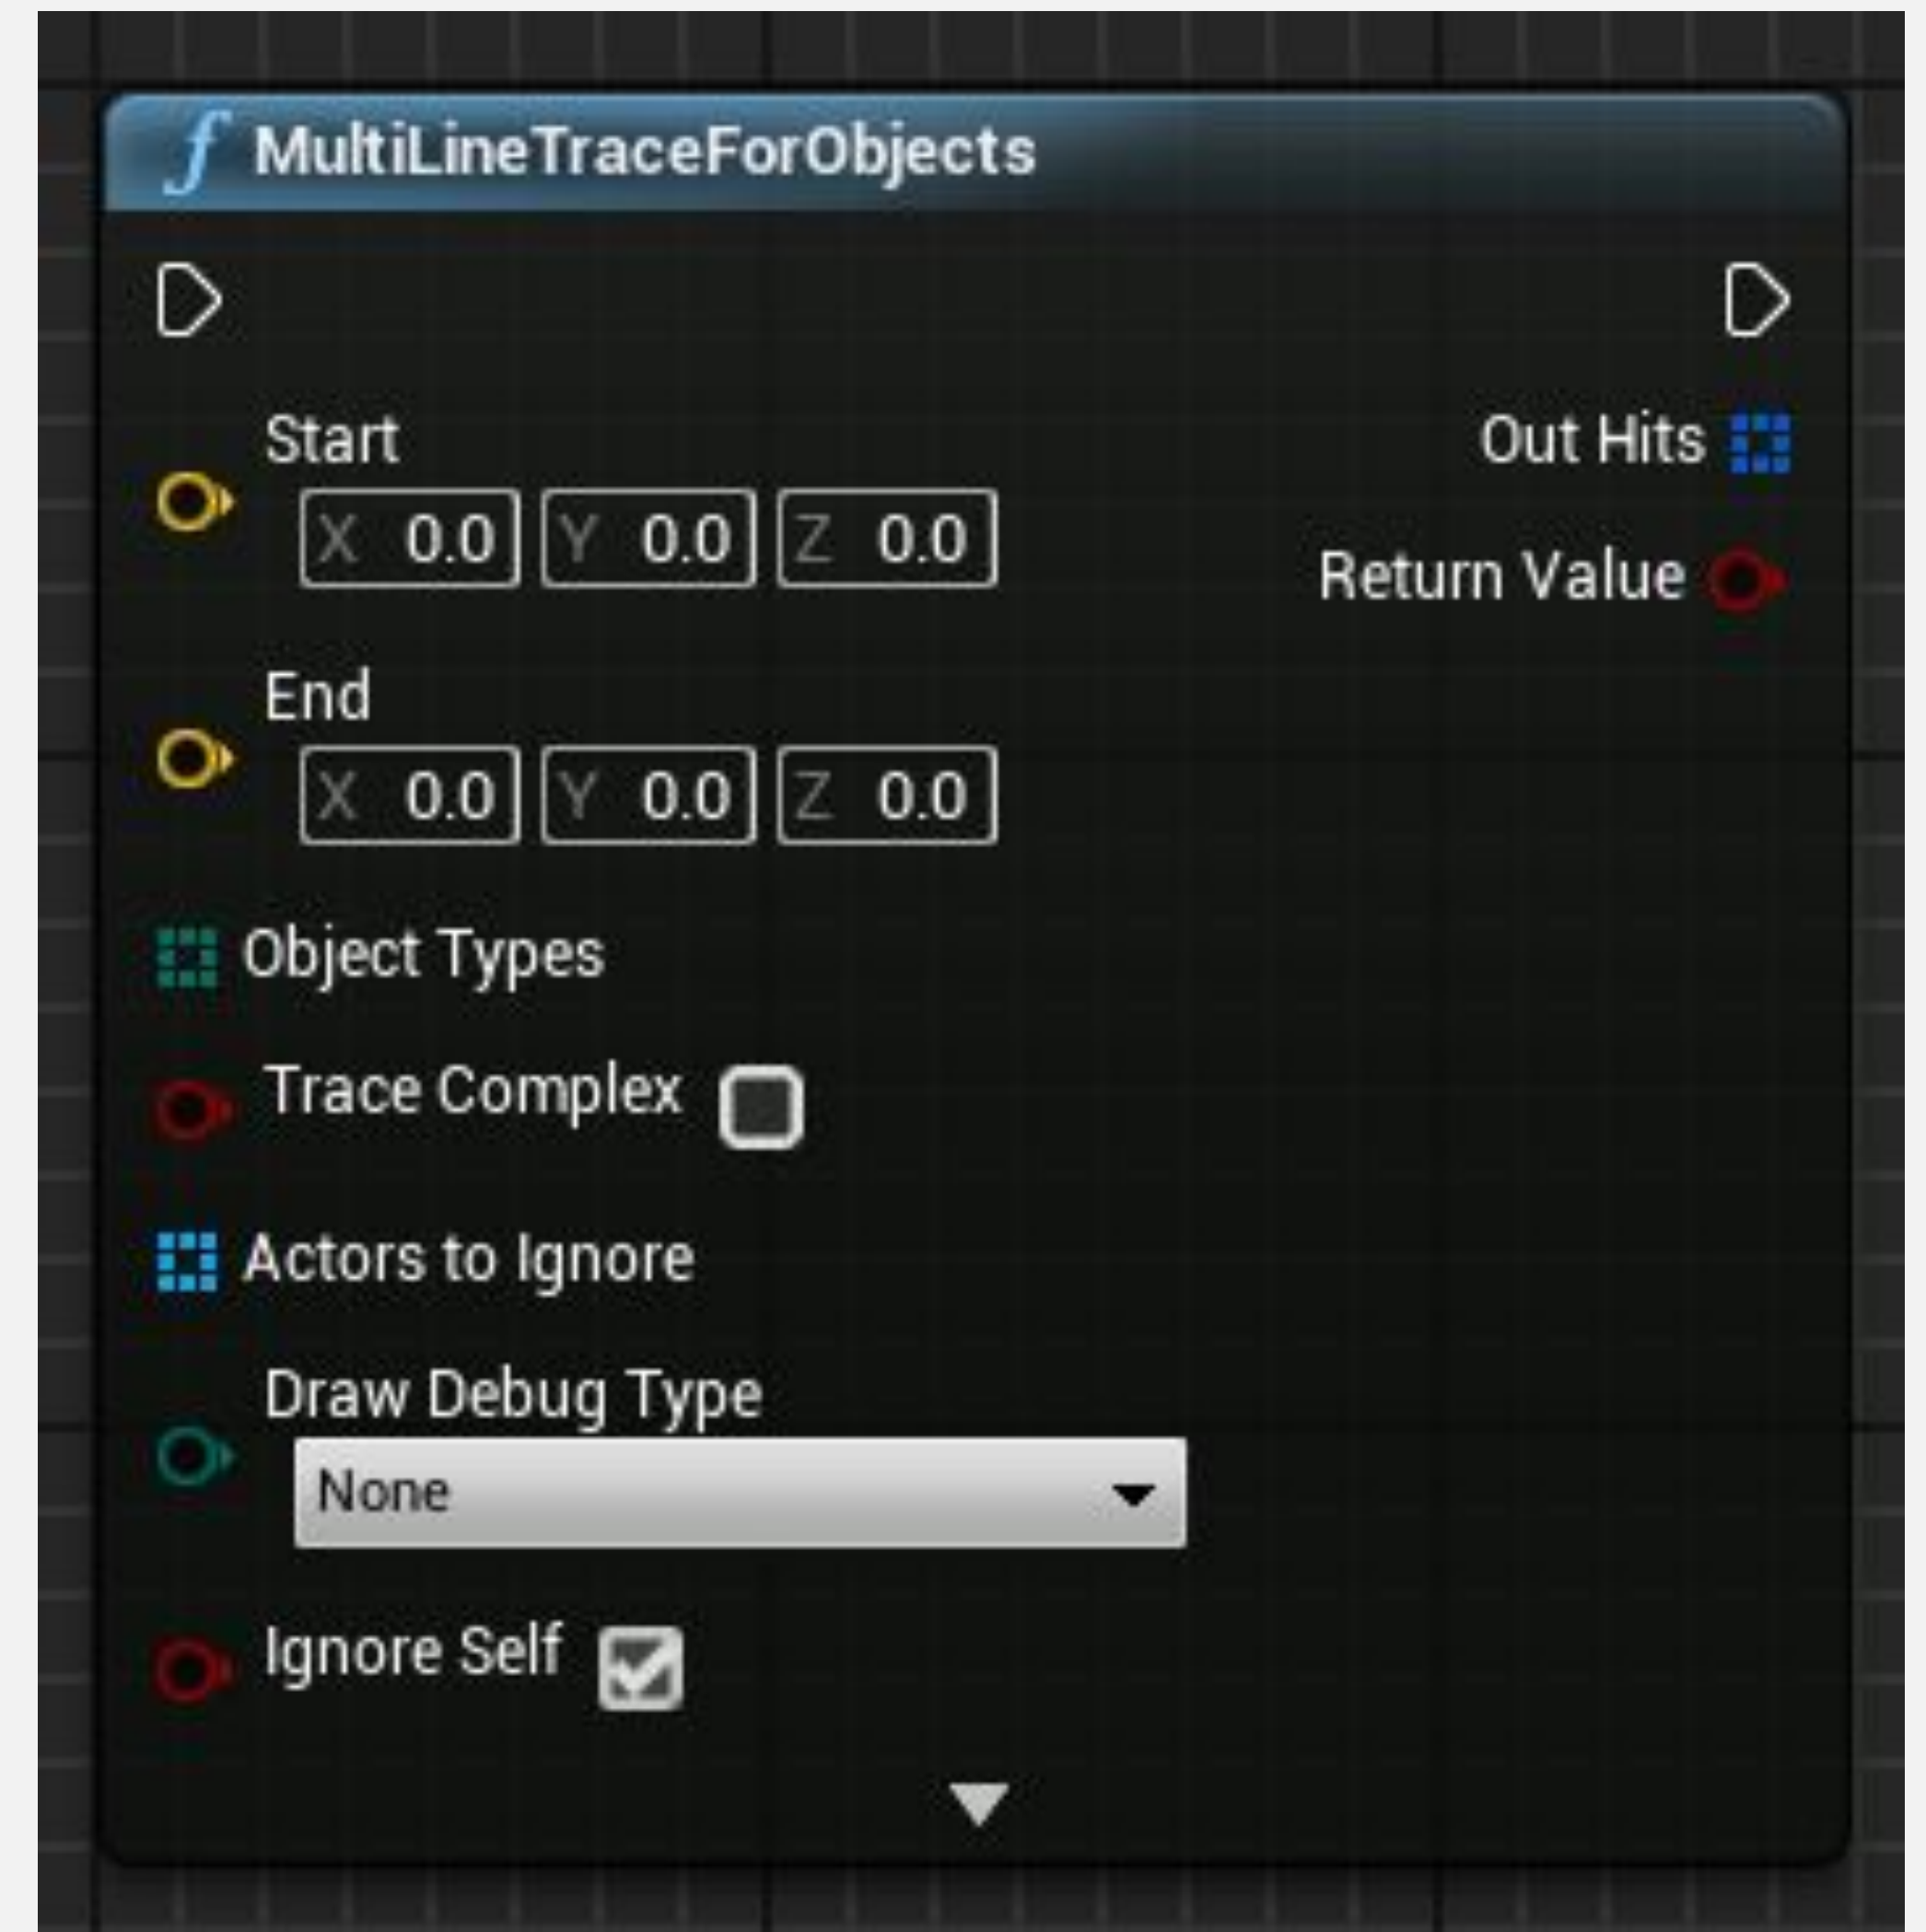 MultiLineTraceForObjects
Start
X 0.0 Y 0.0 Z 0.0
Out Hits
Return Value
End
X 0.0 Y 0.0 Z 0.0
Object Types
Trace Complex
Actors to Ignore
Draw Debug Type
None
Ignore Self